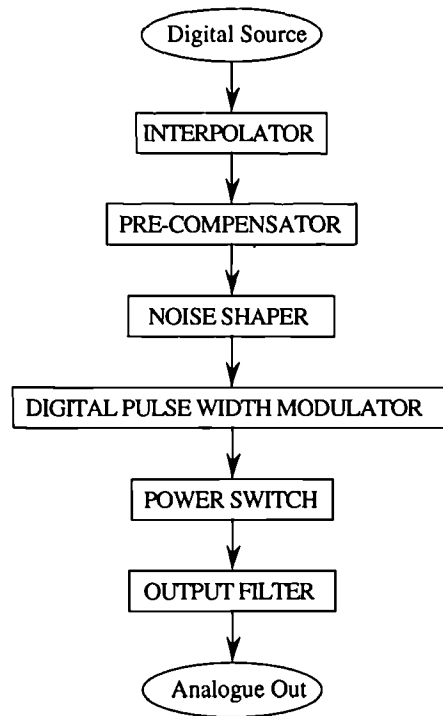 Digital Source
INTERPOLATOR
PRE-COMPENSATOR
NOISE SHAPER
DIGITAL PULSE WIDTH MODULATOR
POWER SWITCH
OUTPUT FILTER
Analogue Out